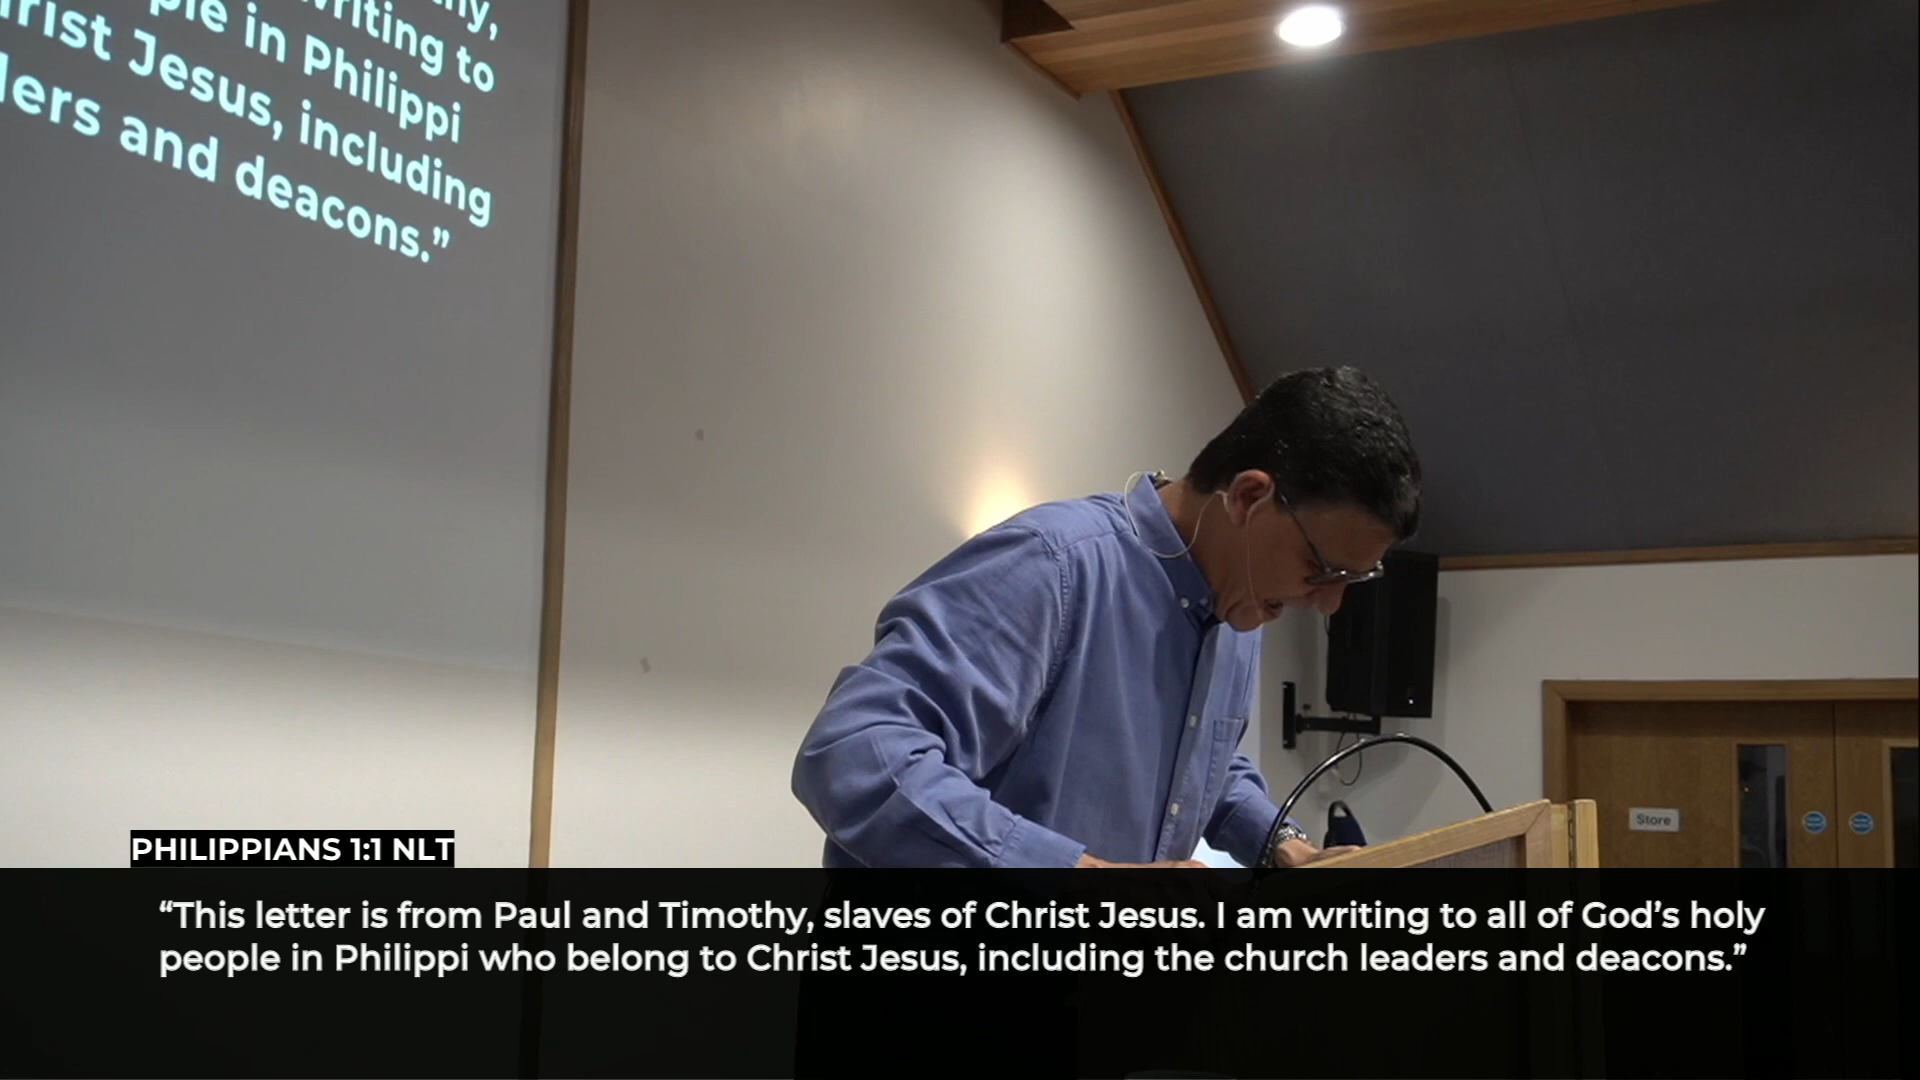 ny,
writing to
ple in Philippi
rist Jesus, including
ders and deacons.”
Store
PHILIPPIANS 1:1 NLT
“This letter is from Paul and Timothy, slaves of Christ Jesus. I am writing to all of God’s holy
people in Philippi who belong to Christ Jesus, including the church leaders and deacons.”